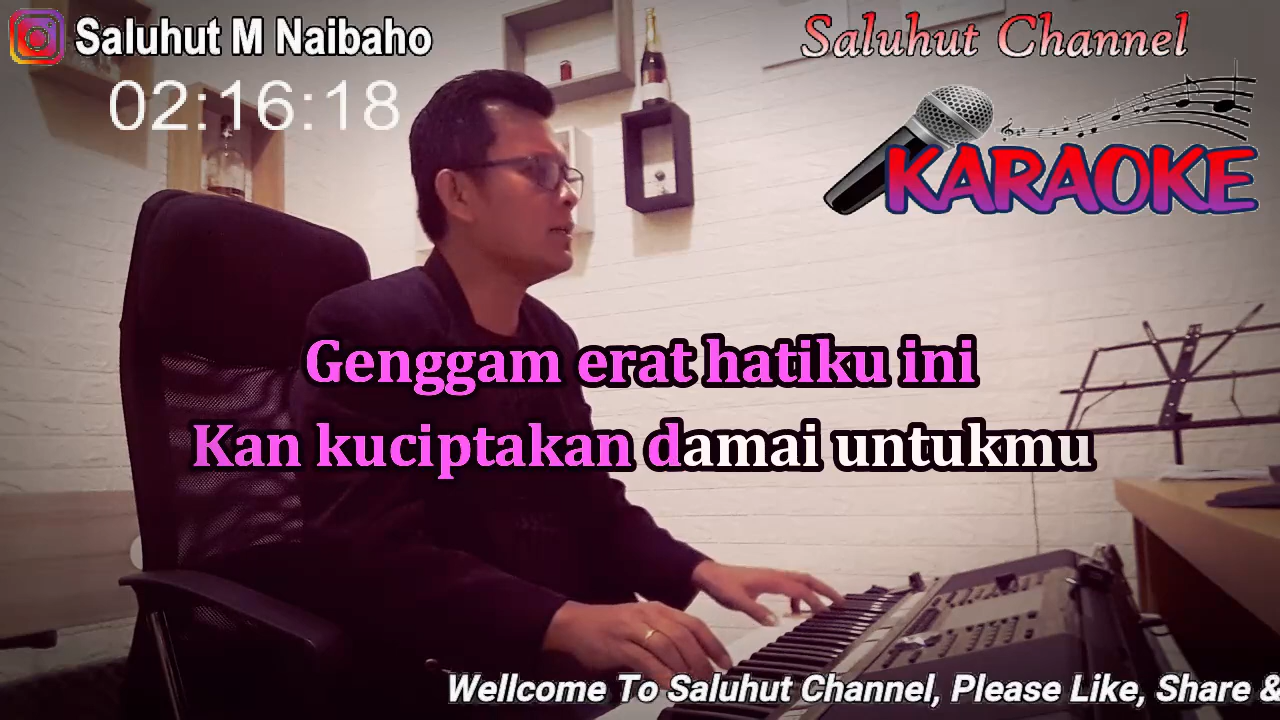 Saluhut M Naibaho
Saluhut Channel
02:16:18
KARAOKE
Genggam erat hatiku ini
Kan kuciptakan damai untukmu
Wellcome To Saluhut Channel, Please Like, Share &